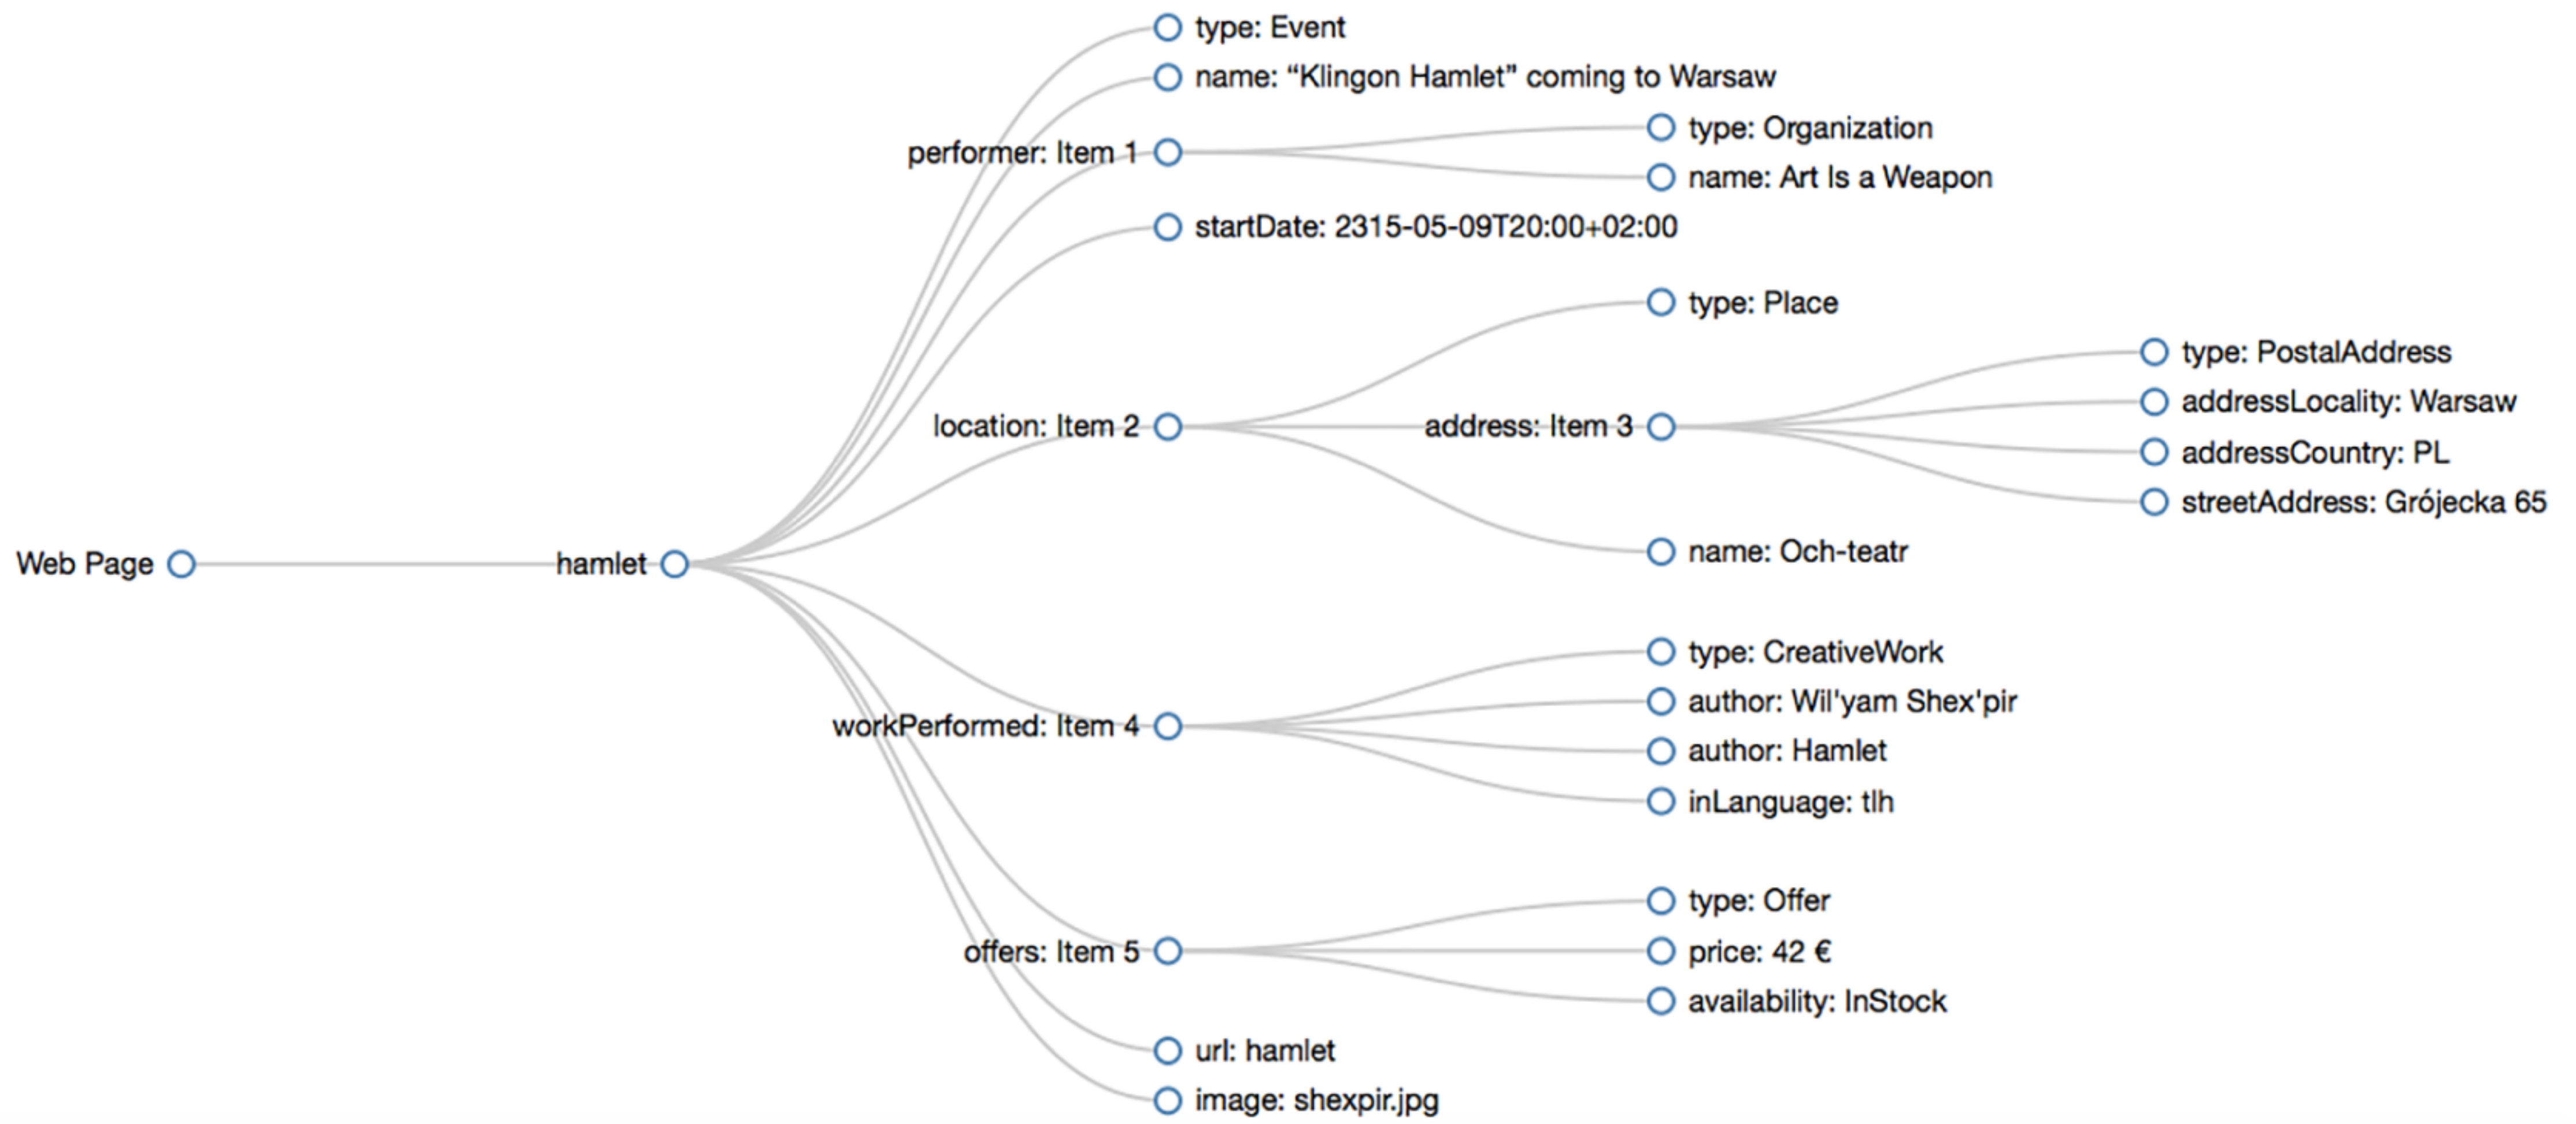 type: Event
name: “Klingon Hamlet” coming to Warsaw
performer: Item 1
type: Organization
name: Art Is a Weapon
startDate: 2315-05-09T20:00+02:00
type: Place
location: Item 2
address: Item 3
type: PostalAddress
addressLocality: Warsaw
addressCountry: PL
streetAddress: Grójecka 65
name: Och-teatr
Web Page
hamlet
type: CreativeWork
author: Wil'yam Shex'pir
workPerformed: Item 4
author: Hamlet
inLanguage: tlh
type: Offer
offers: Item 5
price: 42 €
availability: InStock
url: hamlet
image: shexpir.jpg